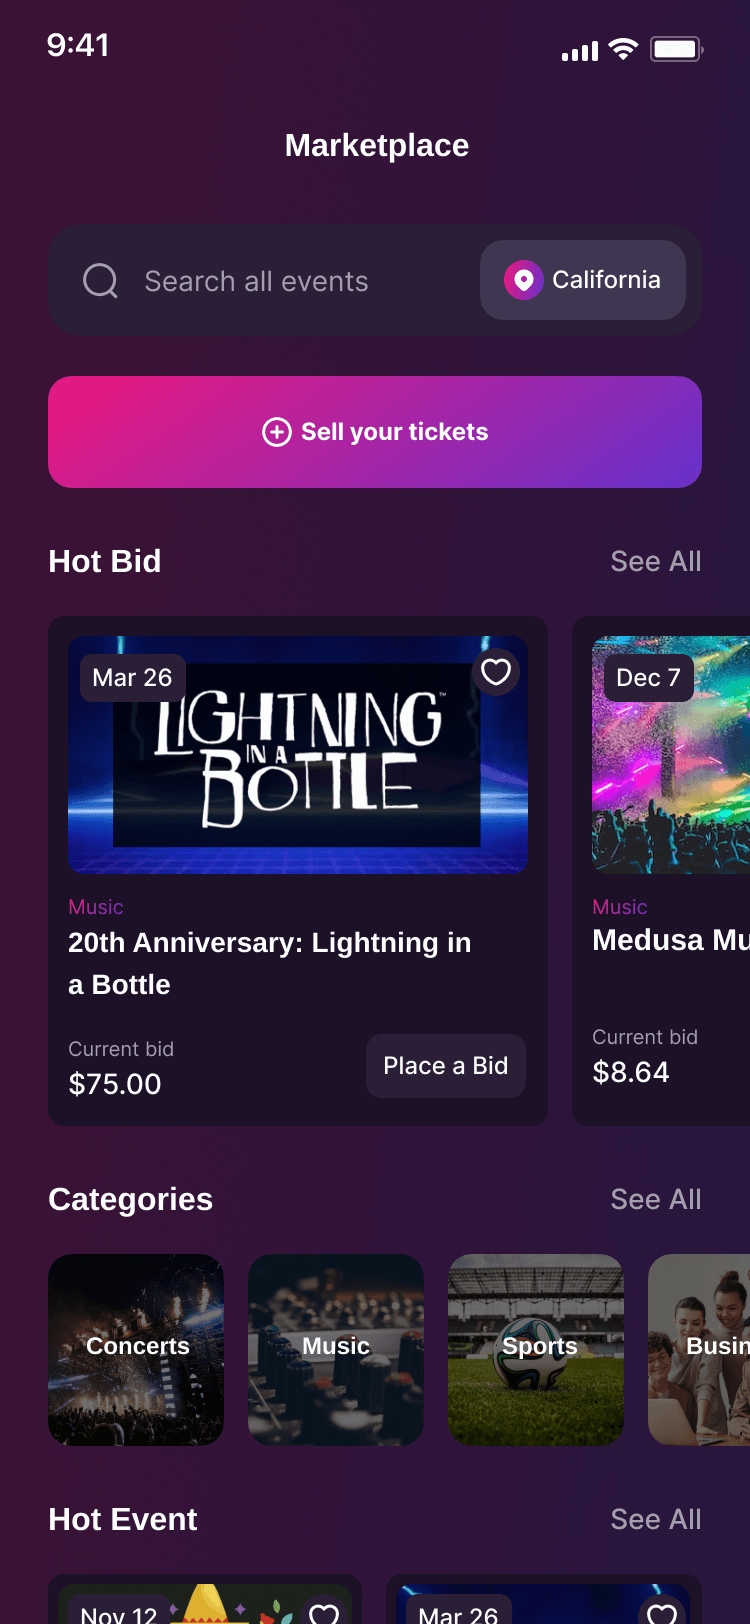 9:41
Marketplace
Search all events
California
Sell your tickets
Hot Bid
See All
Mar 26
LIGHTNING™
IN A
BOTTLE
Music
20th Anniversary: Lightning in
a Bottle
Current bid
$75.00
Place a Bid
Dec 7
Music
Medusa Mu
Current bid
$8.64
Categories
See All
Concerts
Music
Sports
Busin
Hot Event
See All
Nov 12
Mar 26